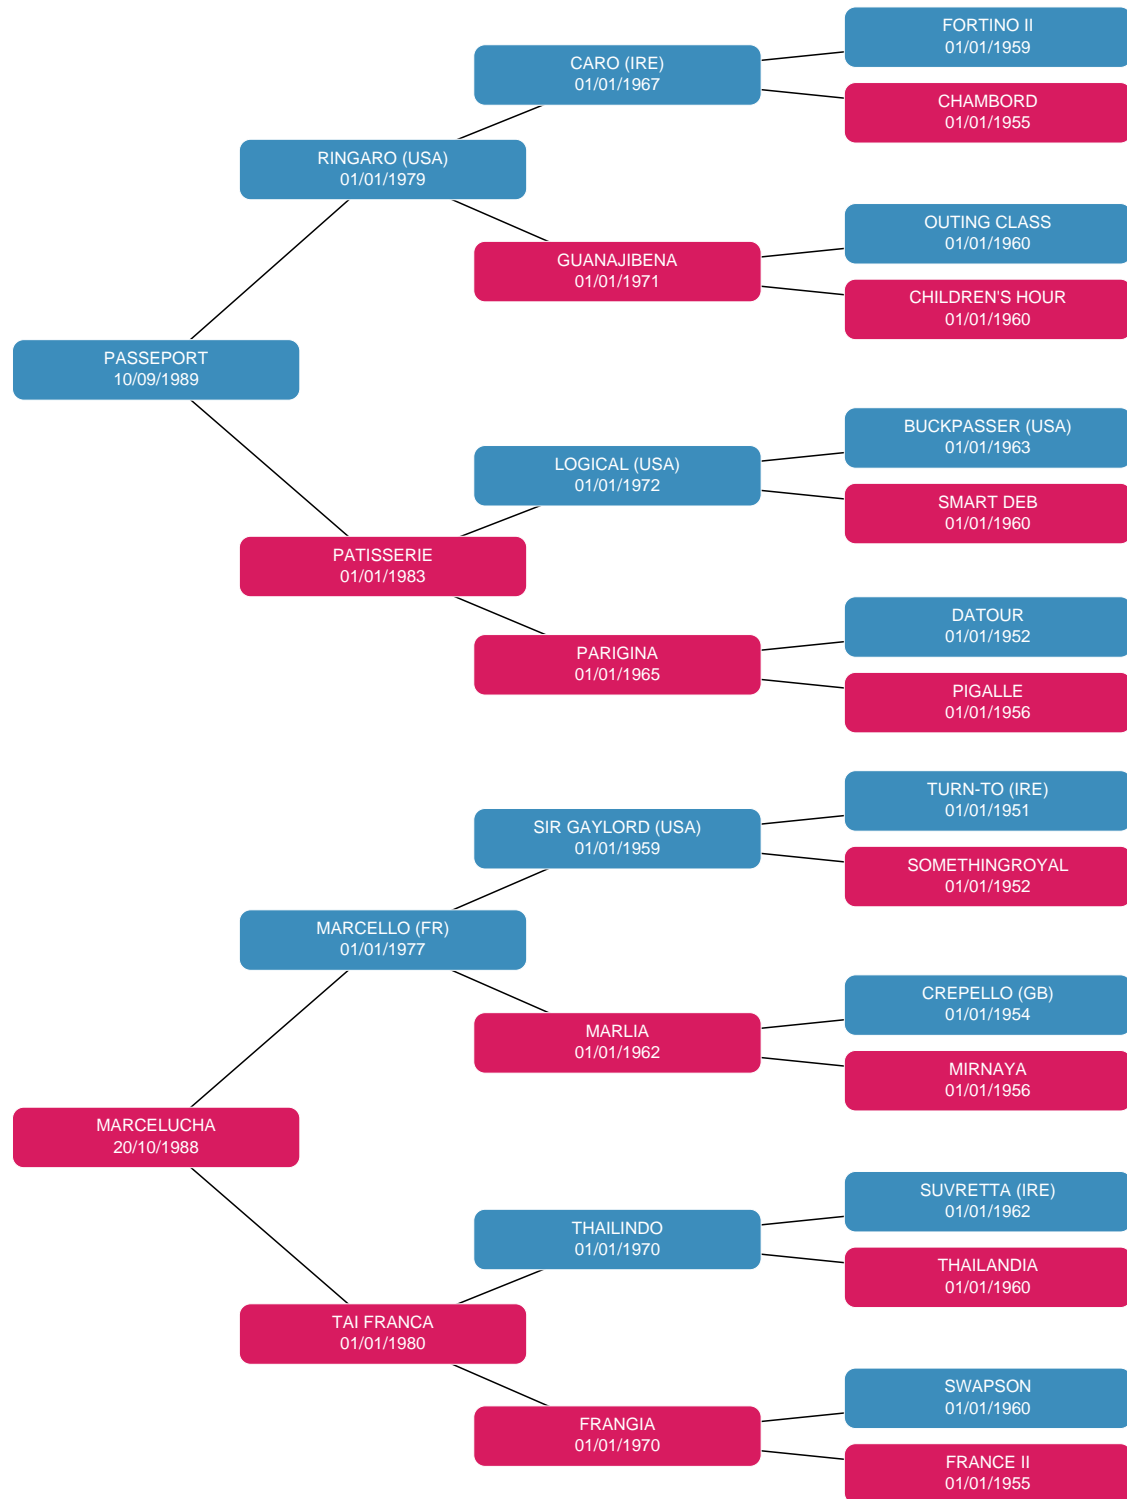 FORTINO II
01/01/1959
CARO (IRE)
01/01/1967
CHAMBORD
01/01/1955
RINGARO (USA)
01/01/1979
OUTING CLASS
01/01/1960
GUANAJIBENA
01/01/1971
CHILDREN'S HOUR
01/01/1960
PASSEPORT
10/09/1989
BUCKPASSER (USA)
01/01/1963
LOGICAL (USA)
01/01/1972
SMART DEB
01/01/1960
PATISSERIE
01/01/1983
DATOUR
01/01/1952
PARIGINA
01/01/1965
PIGALLE
01/01/1956
TURN-TO (IRE)
01/01/1951
SIR GAYLORD (USA)
01/01/1959
SOMETHINGROYAL
01/01/1952
MARCELLO (FR)
01/01/1977
CREPELLO (GB)
01/01/1954
MARLIA
01/01/1962
MIRNAYA
01/01/1956
MARCELUCHA
20/10/1988
SUVRETTA (IRE)
01/01/1962
THAILINDO
01/01/1970
THAILANDIA
01/01/1960
TAI FRANCA
01/01/1980
SWAPSON
01/01/1960
FRANGIA
01/01/1970
FRANCE II
01/01/1955